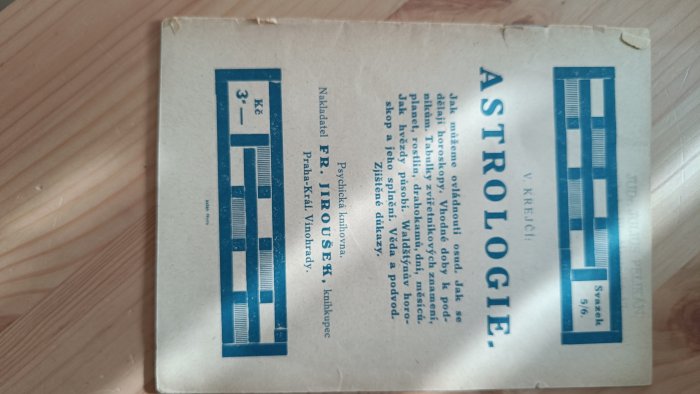 Svazek
5/6.
V. KREJČÍ:
ASTROLOGIE.
Jak můžeme ovládnouti osud. Jak se
dělají horoskopy. Vhodné doby k pod-
nikům. Tabulky zvířetníkových znamení,
planet, rostlin, drahokamů, dní, měsíců.
Jak hvězdy působí. Waldštýnův horo-
skop a jeho splnění. Věda a podvod.
Zjištěné důkazy.
Psychická knihovna.
Nakladatel FR. JIROUŠEK, knihkupec
Praha-Král. Vinohrady.
Kč
3·—